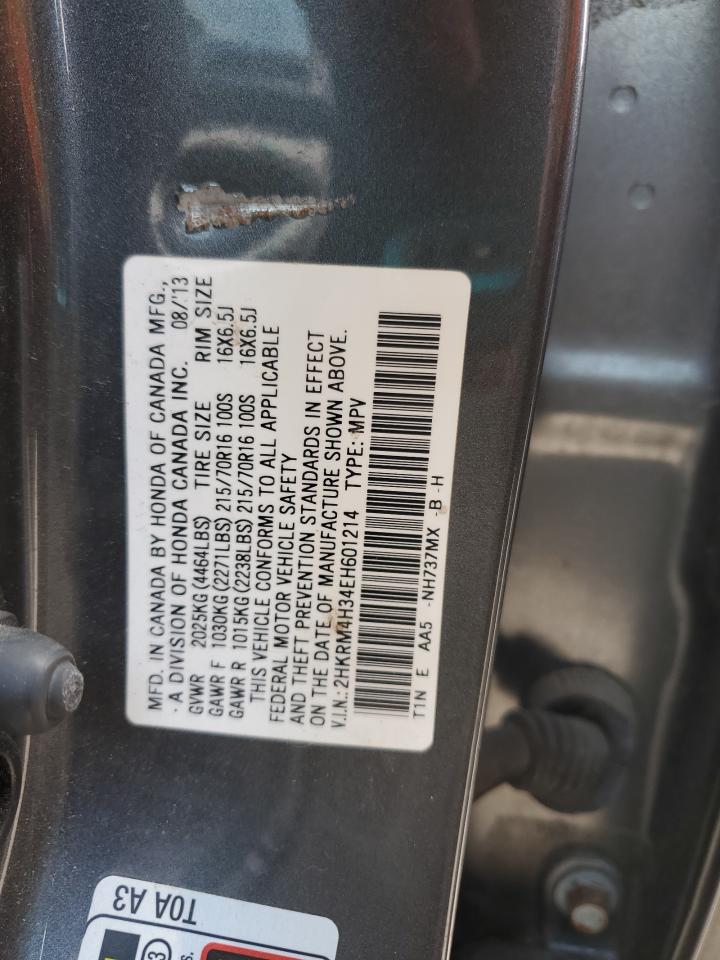 MFD. IN CANADA BY HONDA OF CANADA MFG.,
· A DIVISION OF HONDA CANADA INC. 08/'13
GVWR 2025KG (4464LBS) TIRE SIZE RIM SIZE
GAWR F 1030KG (2271LBS) 215/70R16 100S 16X6.5J
GAWR R 1015KG (2238LBS) 215/70R16 100S 16X6.5J
THIS VEHICLE CONFORMS TO ALL APPLICABLE
FEDERAL MOTOR VEHICLE SAFETY
AND THEFT PREVENTION STANDARDS IN EFFECT
ON THE DATE OF MANUFACTURE SHOWN ABOVE.
V.I.N.: 2HKRM4H34EH601214 TYPE: MPV
T1N E AA5 -NH737MX -B -H
T0A A3